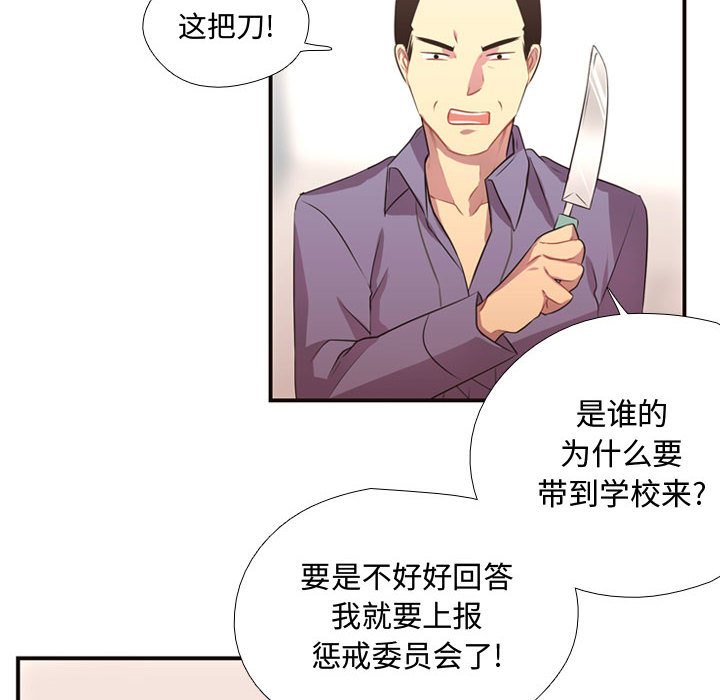 这把刀!
是谁的
为什么要
带到学校来?
要是不好好回答
我就要上报
惩戒委员会了!